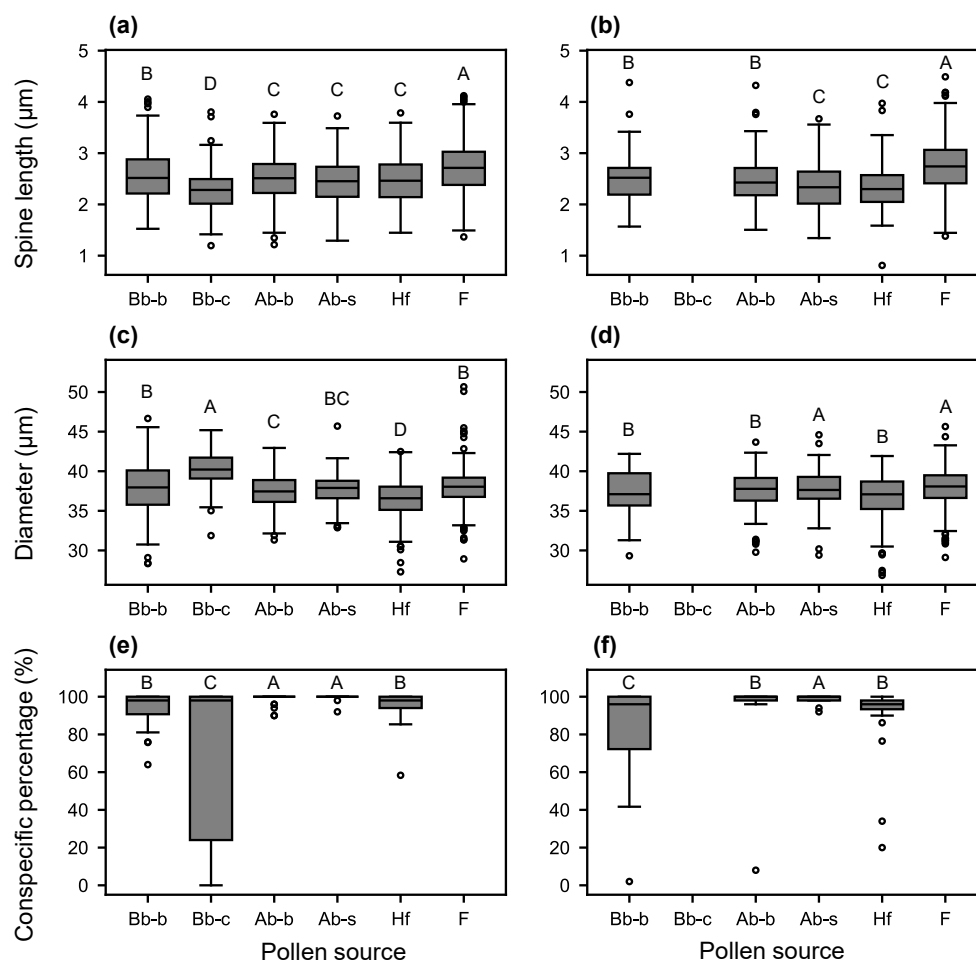 (a)
(b)
Spine length (μm)
5
4
3
2
1
B
D
C
C
C
A
Bb-b
Bb-c
Ab-b
Ab-s
Hf
F
5
4
3
2
1
B
B
C
C
A
Bb-b
Bb-c
Ab-b
Ab-s
Hf
F
(c)
(d)
Diameter (μm)
50
45
40
35
30
B
A
C
BC
D
B
Bb-b
Bb-c
Ab-b
Ab-s
Hf
F
50
45
40
35
30
B
B
A
B
A
Bb-b
Bb-c
Ab-b
Ab-s
Hf
F
(e)
(f)
Conspecific percentage (%)
100
80
60
40
20
0
B
C
A
A
B
Bb-b
Bb-c
Ab-b
Ab-s
Hf
F
100
80
60
40
20
0
C
B
A
B
Bb-b
Bb-c
Ab-b
Ab-s
Hf
F
Pollen source
Pollen source